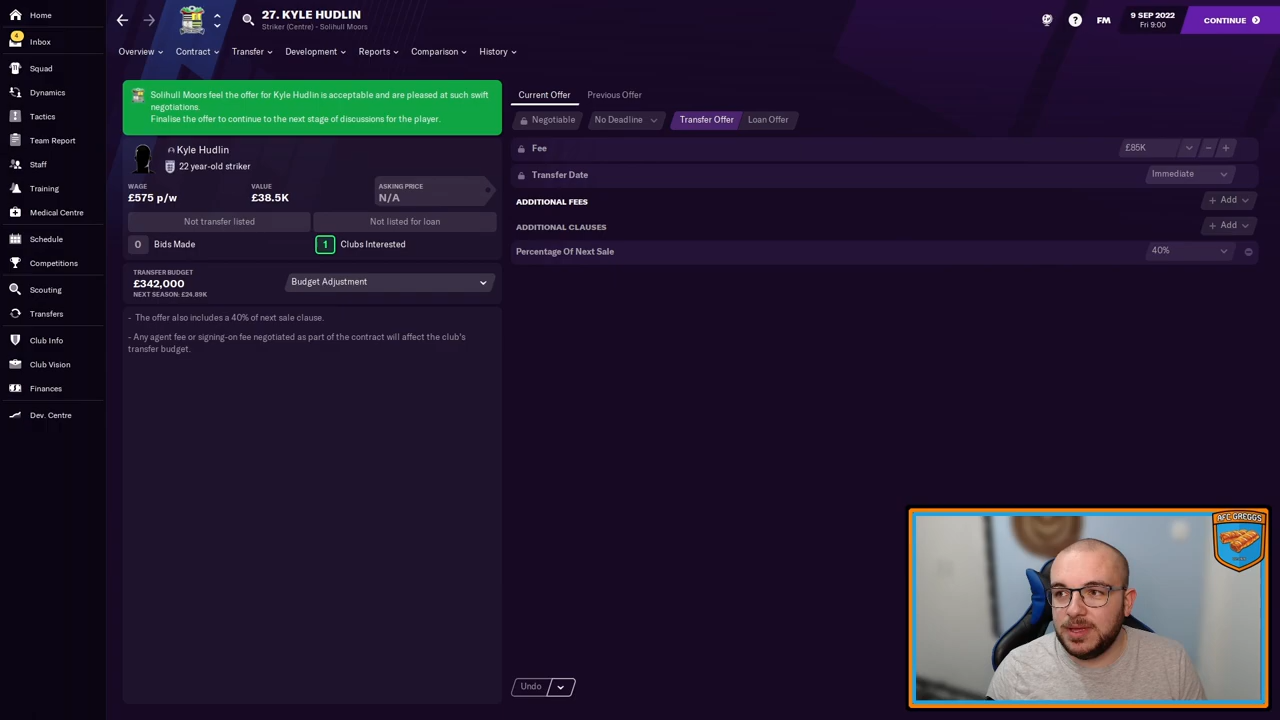 Home
Inbox
4
Squad
Dynamics
Tactics
Team Report
Staff
Training
Medical Centre
Schedule
Competitions
Scouting
Transfers
Club Info
Club Vision
Finances
Dev. Centre
27. KYLE HUDLIN
Striker (Centre) - Solihull Moors
FM
9 SEP 2022
Fri 9:00
CONTINUE
Overview
Contract
Transfer
Development
Reports
Comparison
History
Solihull Moors feel the offer for Kyle Hudlin is acceptable and are pleased at such swift
negotiations.
Finalise the offer to continue to the next stage of discussions for the player.
Kyle Hudlin
22 year-old striker
WAGE
£575 p/w
VALUE
£38.5K
ASKING PRICE
N/A
Not transfer listed
Not listed for loan
0 Bids Made
1 Clubs Interested
TRANSFER BUDGET
£342,000
NEXT SEASON: £24.89K
Budget Adjustment
- The offer also includes a 40% of next sale clause.
- Any agent fee or signing-on fee negotiated as part of the contract will affect the club's
transfer budget.
Current Offer
Previous Offer
Negotiable
No Deadline
Transfer Offer
Loan Offer
Fee
£85K
Transfer Date
Immediate
ADDITIONAL FEES
Add
ADDITIONAL CLAUSES
Add
Percentage Of Next Sale
40%
Undo
AFC GREGGS